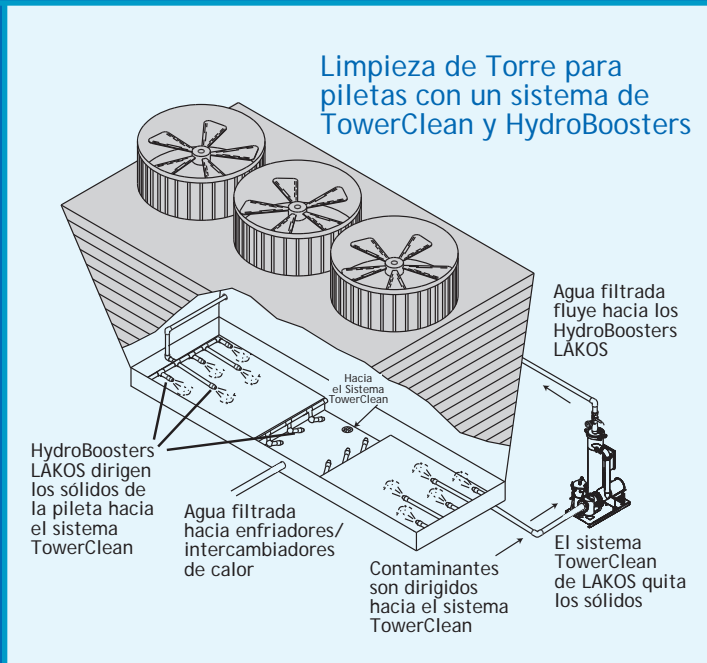 Limpieza de Torre para
piletas con un sistema de
TowerClean y HydroBoosters
Agua filtrada
fluye hacia los
HydroBoosters
LAKOS
Hacia
el Sistema
TowerClean
HydroBoosters
LAKOS dirigen
los sólidos de
la pileta hacia
el sistema
TowerClean
Agua filtrada
hacia enfriadores/
intercambiadores
de calor
Contaminantes
son dirigidos
hacia el sistema
TowerClean
El sistema
TowerClean
de LAKOS quita
los sólidos